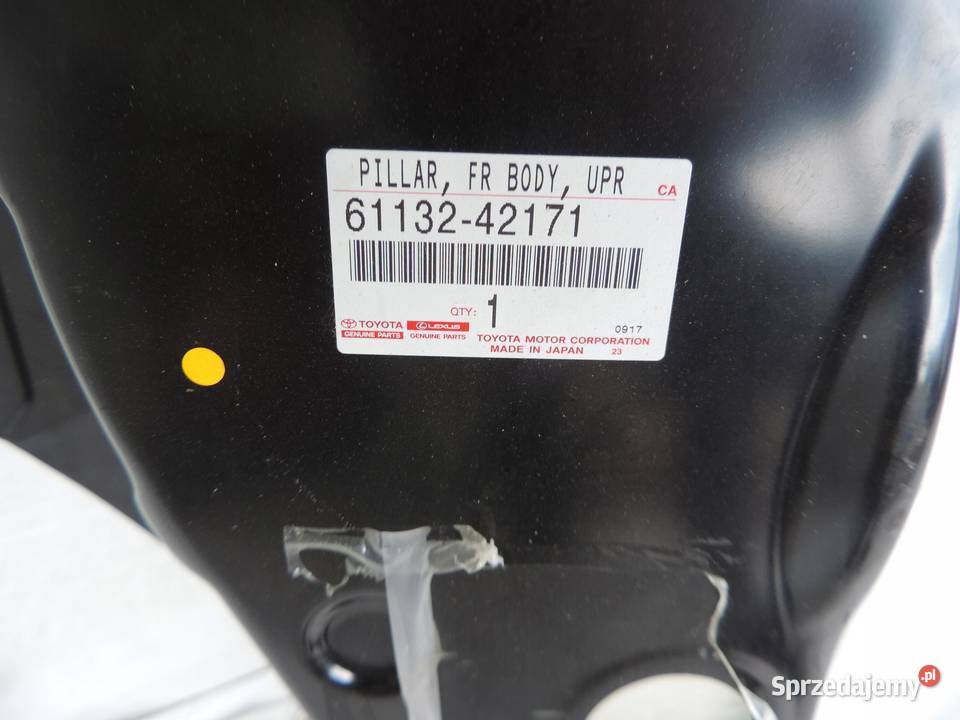 PILLAR, FR BODY, UPR
CA
61132-42171
QTY: 1
0917
TOYOTA LEXUS TOYOTA MOTOR CORPORATION
GENUINE PARTS GENUINE PARTS MADE IN JAPAN 23
Sprzedajemy.pl